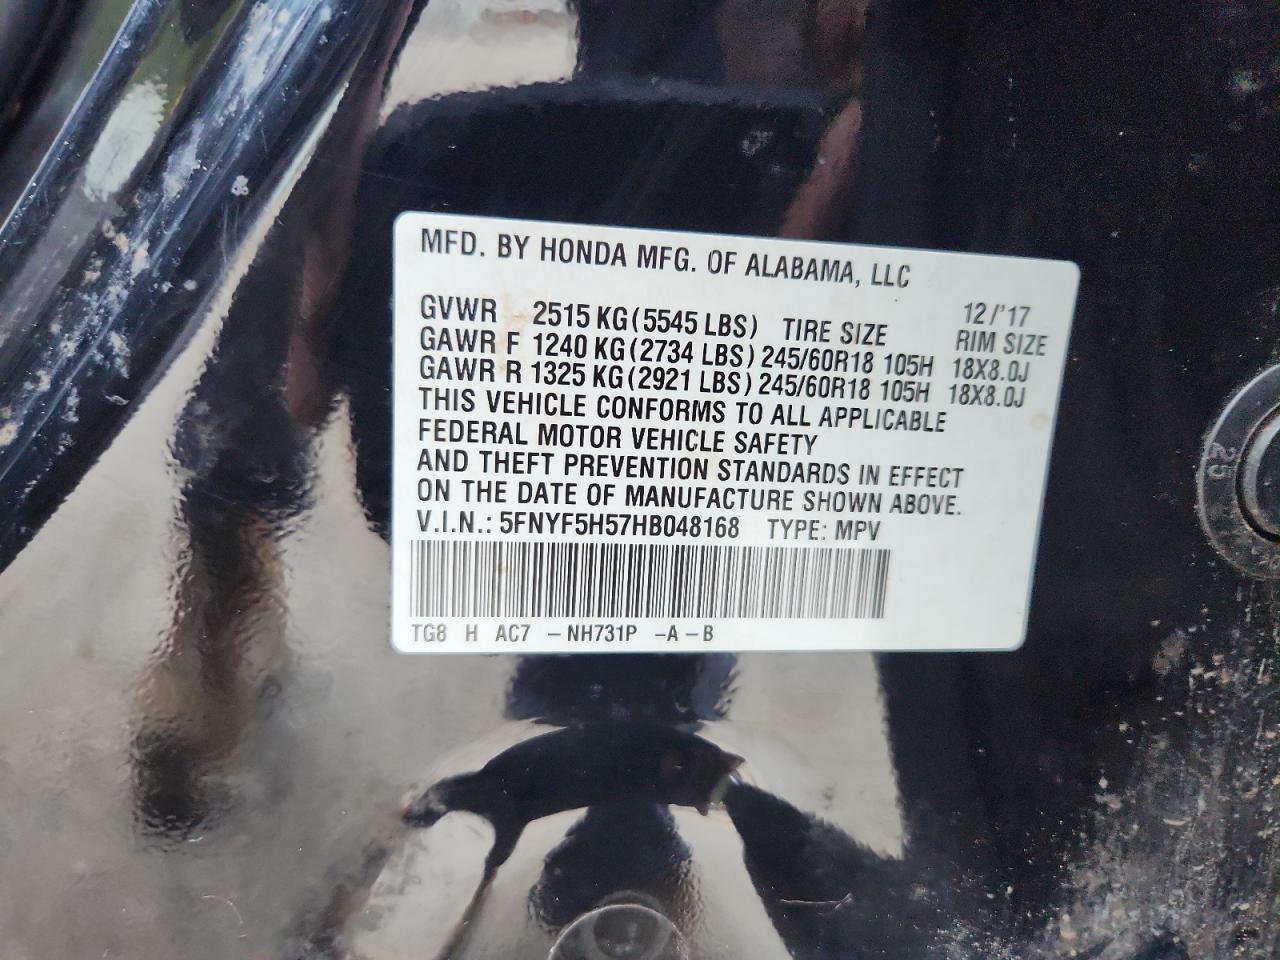 MFD. BY HONDA MFG. OF ALABAMA, LLC
12/'17
GVWR 2515 KG (5545 LBS) TIRE SIZE RIM SIZE
GAWR F 1240 KG (2734 LBS) 245/60R18 105H 18X8.0J
GAWR R 1325 KG (2921 LBS) 245/60R18 105H 18X8.0J
THIS VEHICLE CONFORMS TO ALL APPLICABLE
FEDERAL MOTOR VEHICLE SAFETY
AND THEFT PREVENTION STANDARDS IN EFFECT
ON THE DATE OF MANUFACTURE SHOWN ABOVE.
V.I.N.: 5FNYF5H57HB048168 TYPE: MPV
TG8 H AC7 – NH731P – A – B
25